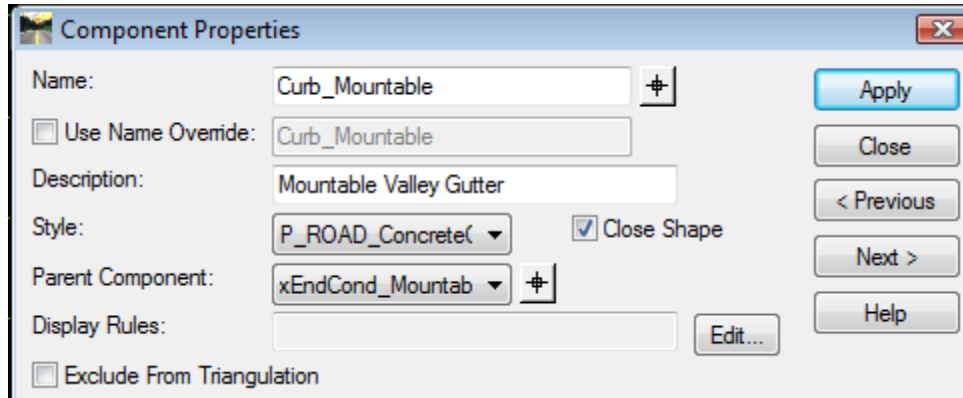 Component Properties
Name: Curb_Mountable
Apply
Use Name Override: Curb_Mountable
Close
Description: Mountable Valley Gutter
< Previous
Style: P_ROAD_Concrete( Close Shape
Next >
Parent Component: xEndCond_Mountab
Help
Display Rules: Edit...
Exclude From Triangulation